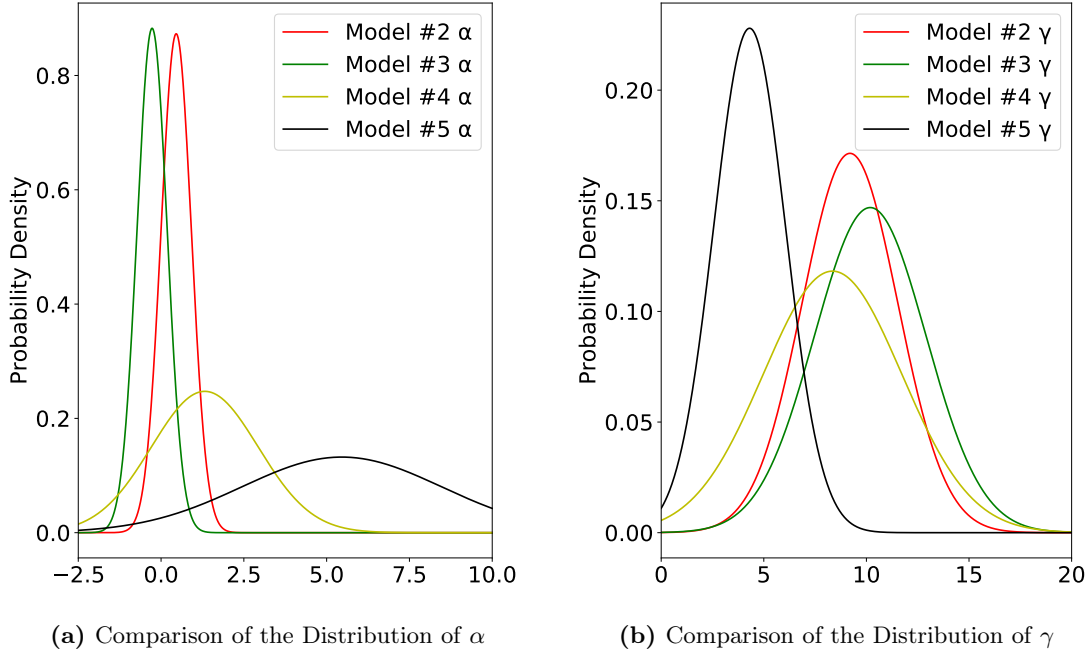 Model #2 α
Model #3 α
Model #4 α
Model #5 α
Probability Density
0.8
0.6
0.4
0.2
0.0
−2.5 0.0 2.5 5.0 7.5 10.0
(a) Comparison of the Distribution of α
Model #2 γ
Model #3 γ
Model #4 γ
Model #5 γ
Probability Density
0.20
0.15
0.10
0.05
0.00
0 5 10 15 20
(b) Comparison of the Distribution of γ